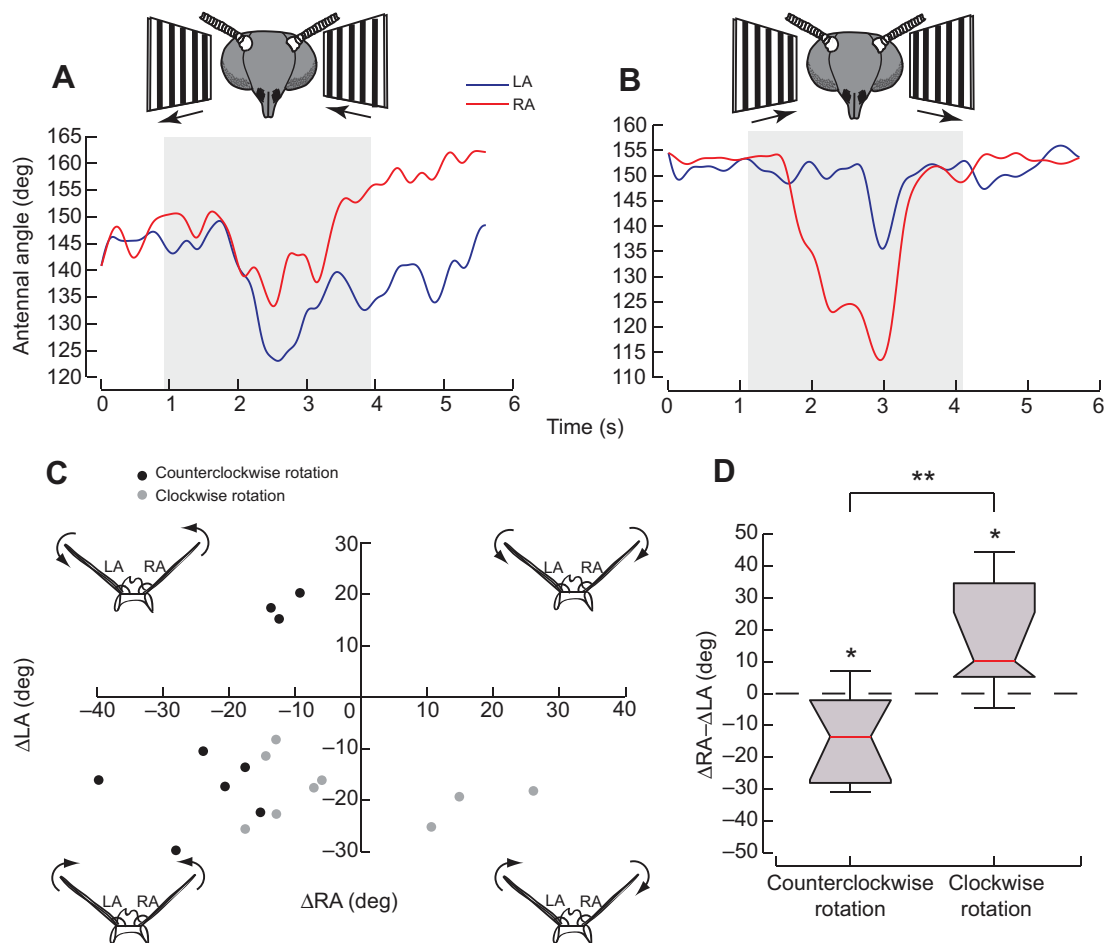 A
LA
RA
B
Antennal angle (deg)
165
160
155
150
145
140
135
130
125
120
0 1 2 3 4 5 6
160
155
150
145
140
135
130
125
120
115
110
0 1 2 3 4 5 6
Time (s)
C
Counterclockwise rotation
Clockwise rotation
LA RA
LA RA
LA RA
LA RA
ΔLA (deg)
30
20
10
–40 –30 –20 –10 0 10 20 30 40
–10
–20
–30
ΔRA (deg)
D
**
*
*
ΔRA–ΔLA (deg)
50
40
30
20
10
0
–10
–20
–30
–40
–50
Counterclockwise
rotation
Clockwise
rotation